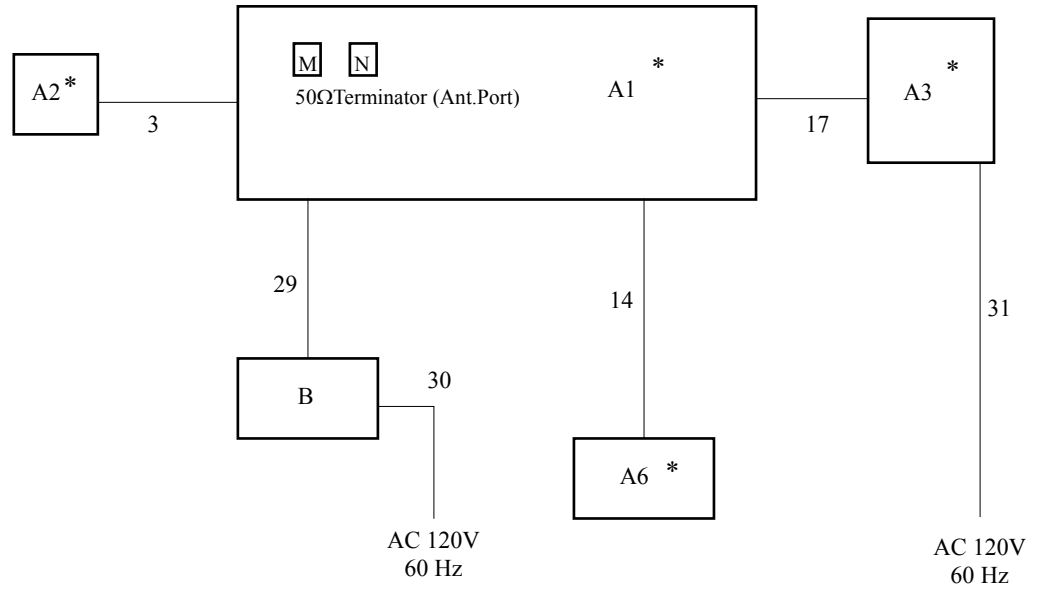 A2 *
3
M N
50ΩTerminator (Ant.Port)
A1 *
17
A3 *
29
14
31
B
30
A6 *
AC 120V
60 Hz
AC 120V
60 Hz